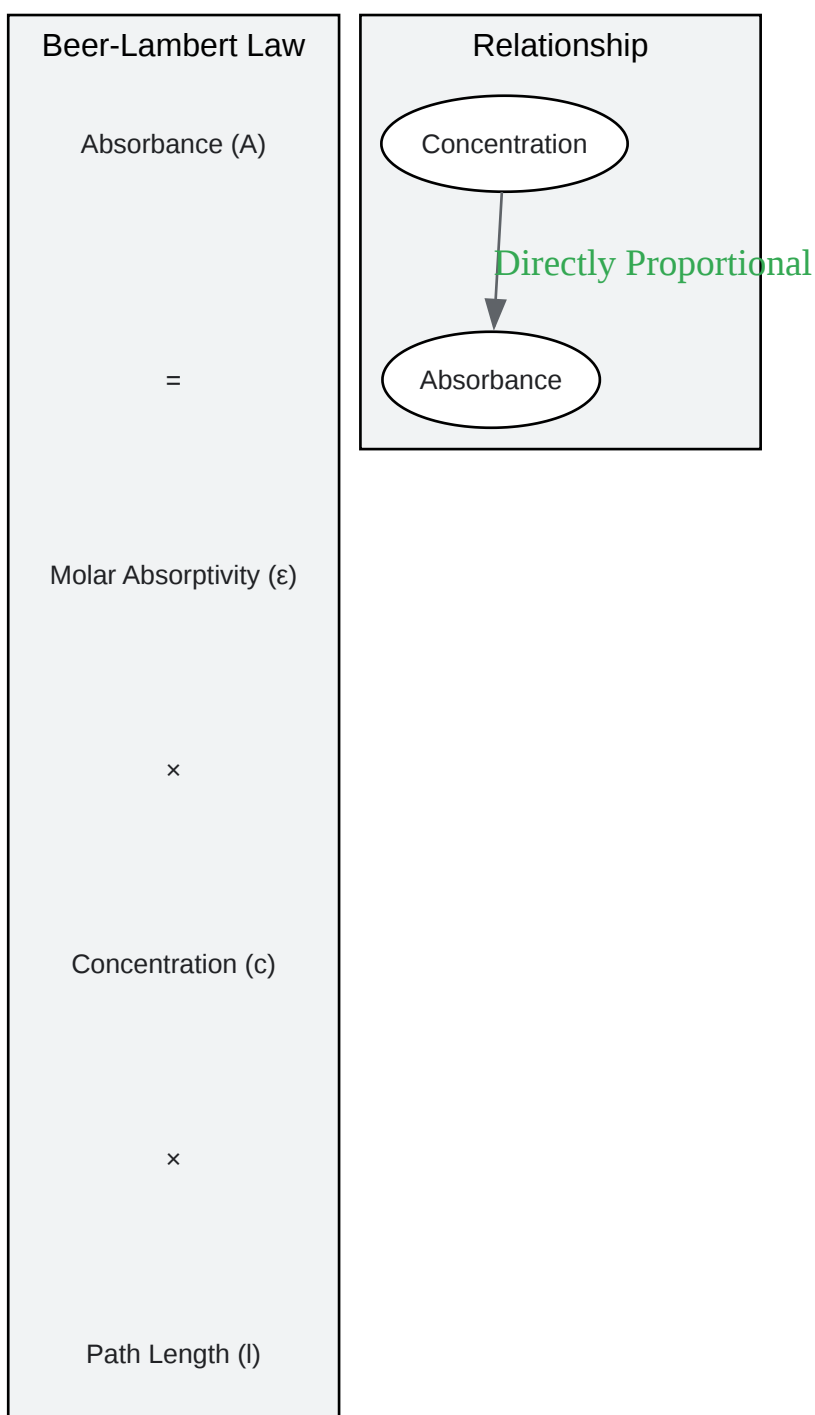 Beer-Lambert Law
Absorbance (A)
=
Molar Absorptivity (ε)
×
Concentration (c)
×
Path Length (l)
Relationship
Concentration
Directly Proportional
Absorbance